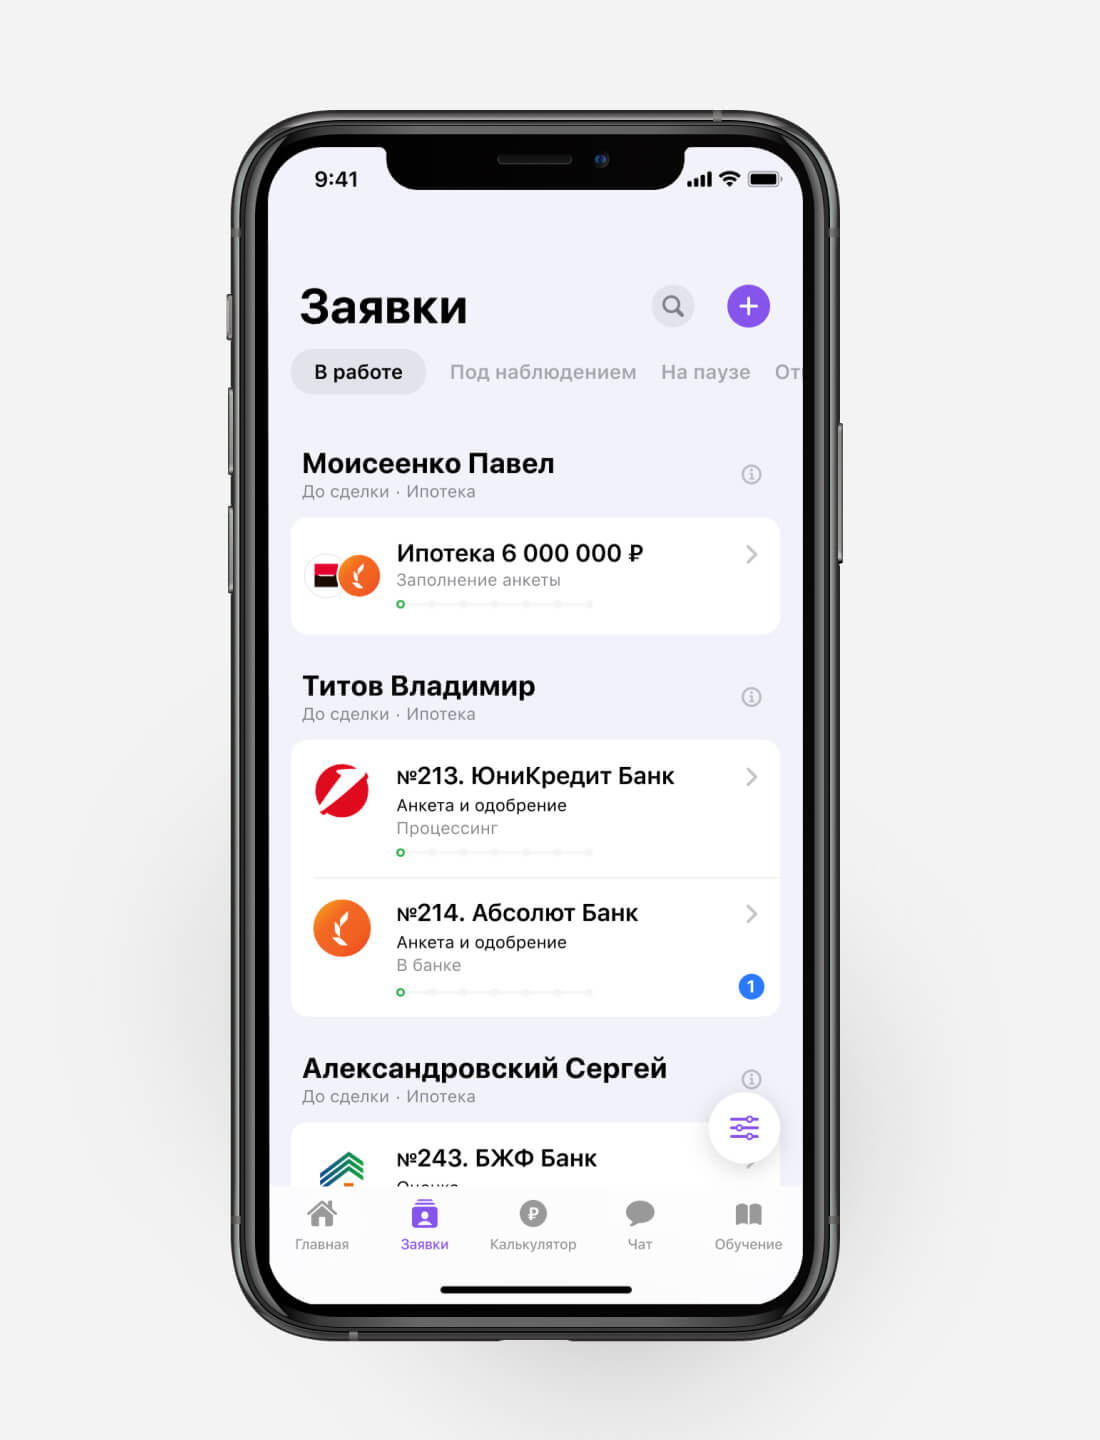 9:41
Заявки
В работе
Под наблюдением
На паузе
От
Моисеенко Павел
До сделки · Ипотека
Ипотека 6 000 000 ₽
Заполнение анкеты
Титов Владимир
До сделки · Ипотека
№213. ЮниКредит Банк
Анкета и одобрение
Процессинг
№214. Абсолют Банк
Анкета и одобрение
В банке
1
Александровский Сергей
До сделки · Ипотека
№243. БЖФ Банк
Оценка
Главная
Заявки
Калькулятор
Чат
Обучение